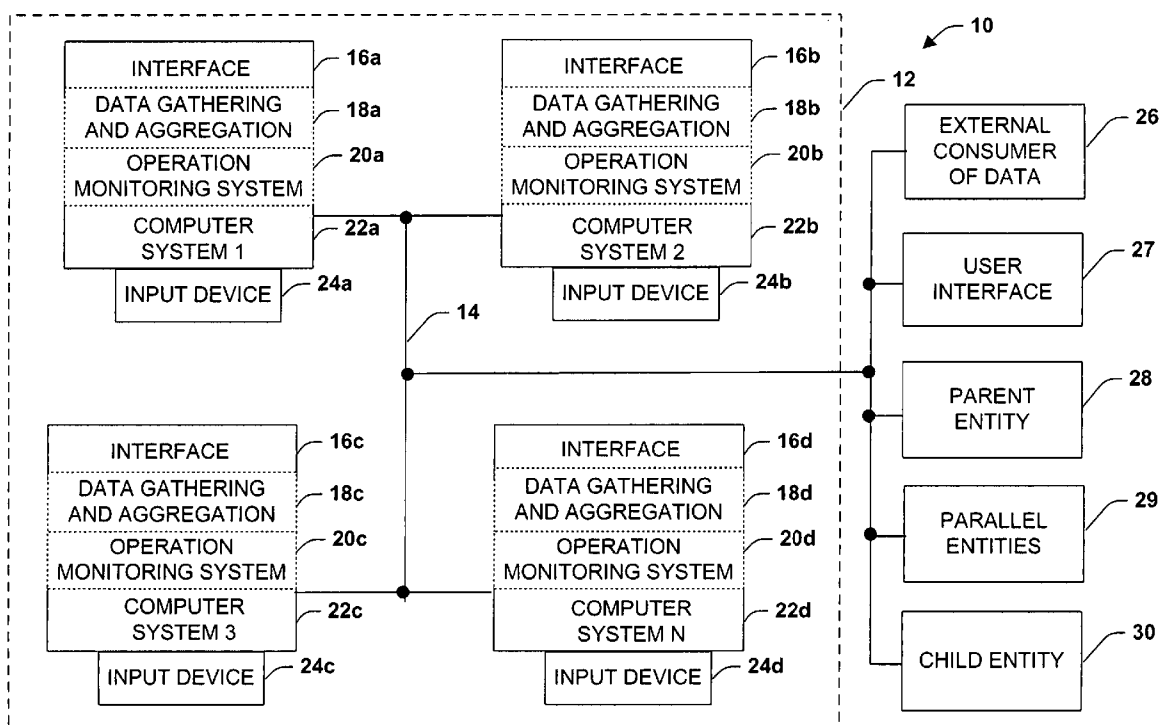 10
INTERFACE
16a
DATA GATHERING
AND AGGREGATION
18a
OPERATION
MONITORING SYSTEM
20a
COMPUTER
SYSTEM 1
22a
INPUT DEVICE
24a
INTERFACE
16b
DATA GATHERING
AND AGGREGATION
18b
OPERATION
MONITORING SYSTEM
20b
COMPUTER
SYSTEM 2
22b
INPUT DEVICE
24b
12
14
INTERFACE
16c
DATA GATHERING
AND AGGREGATION
18c
OPERATION
MONITORING SYSTEM
20c
COMPUTER
SYSTEM 3
22c
INPUT DEVICE
24c
INTERFACE
16d
DATA GATHERING
AND AGGREGATION
18d
OPERATION
MONITORING SYSTEM
20d
COMPUTER
SYSTEM N
22d
INPUT DEVICE
24d
EXTERNAL
CONSUMER
OF DATA
26
USER
INTERFACE
27
PARENT
ENTITY
28
PARALLEL
ENTITIES
29
CHILD ENTITY
30